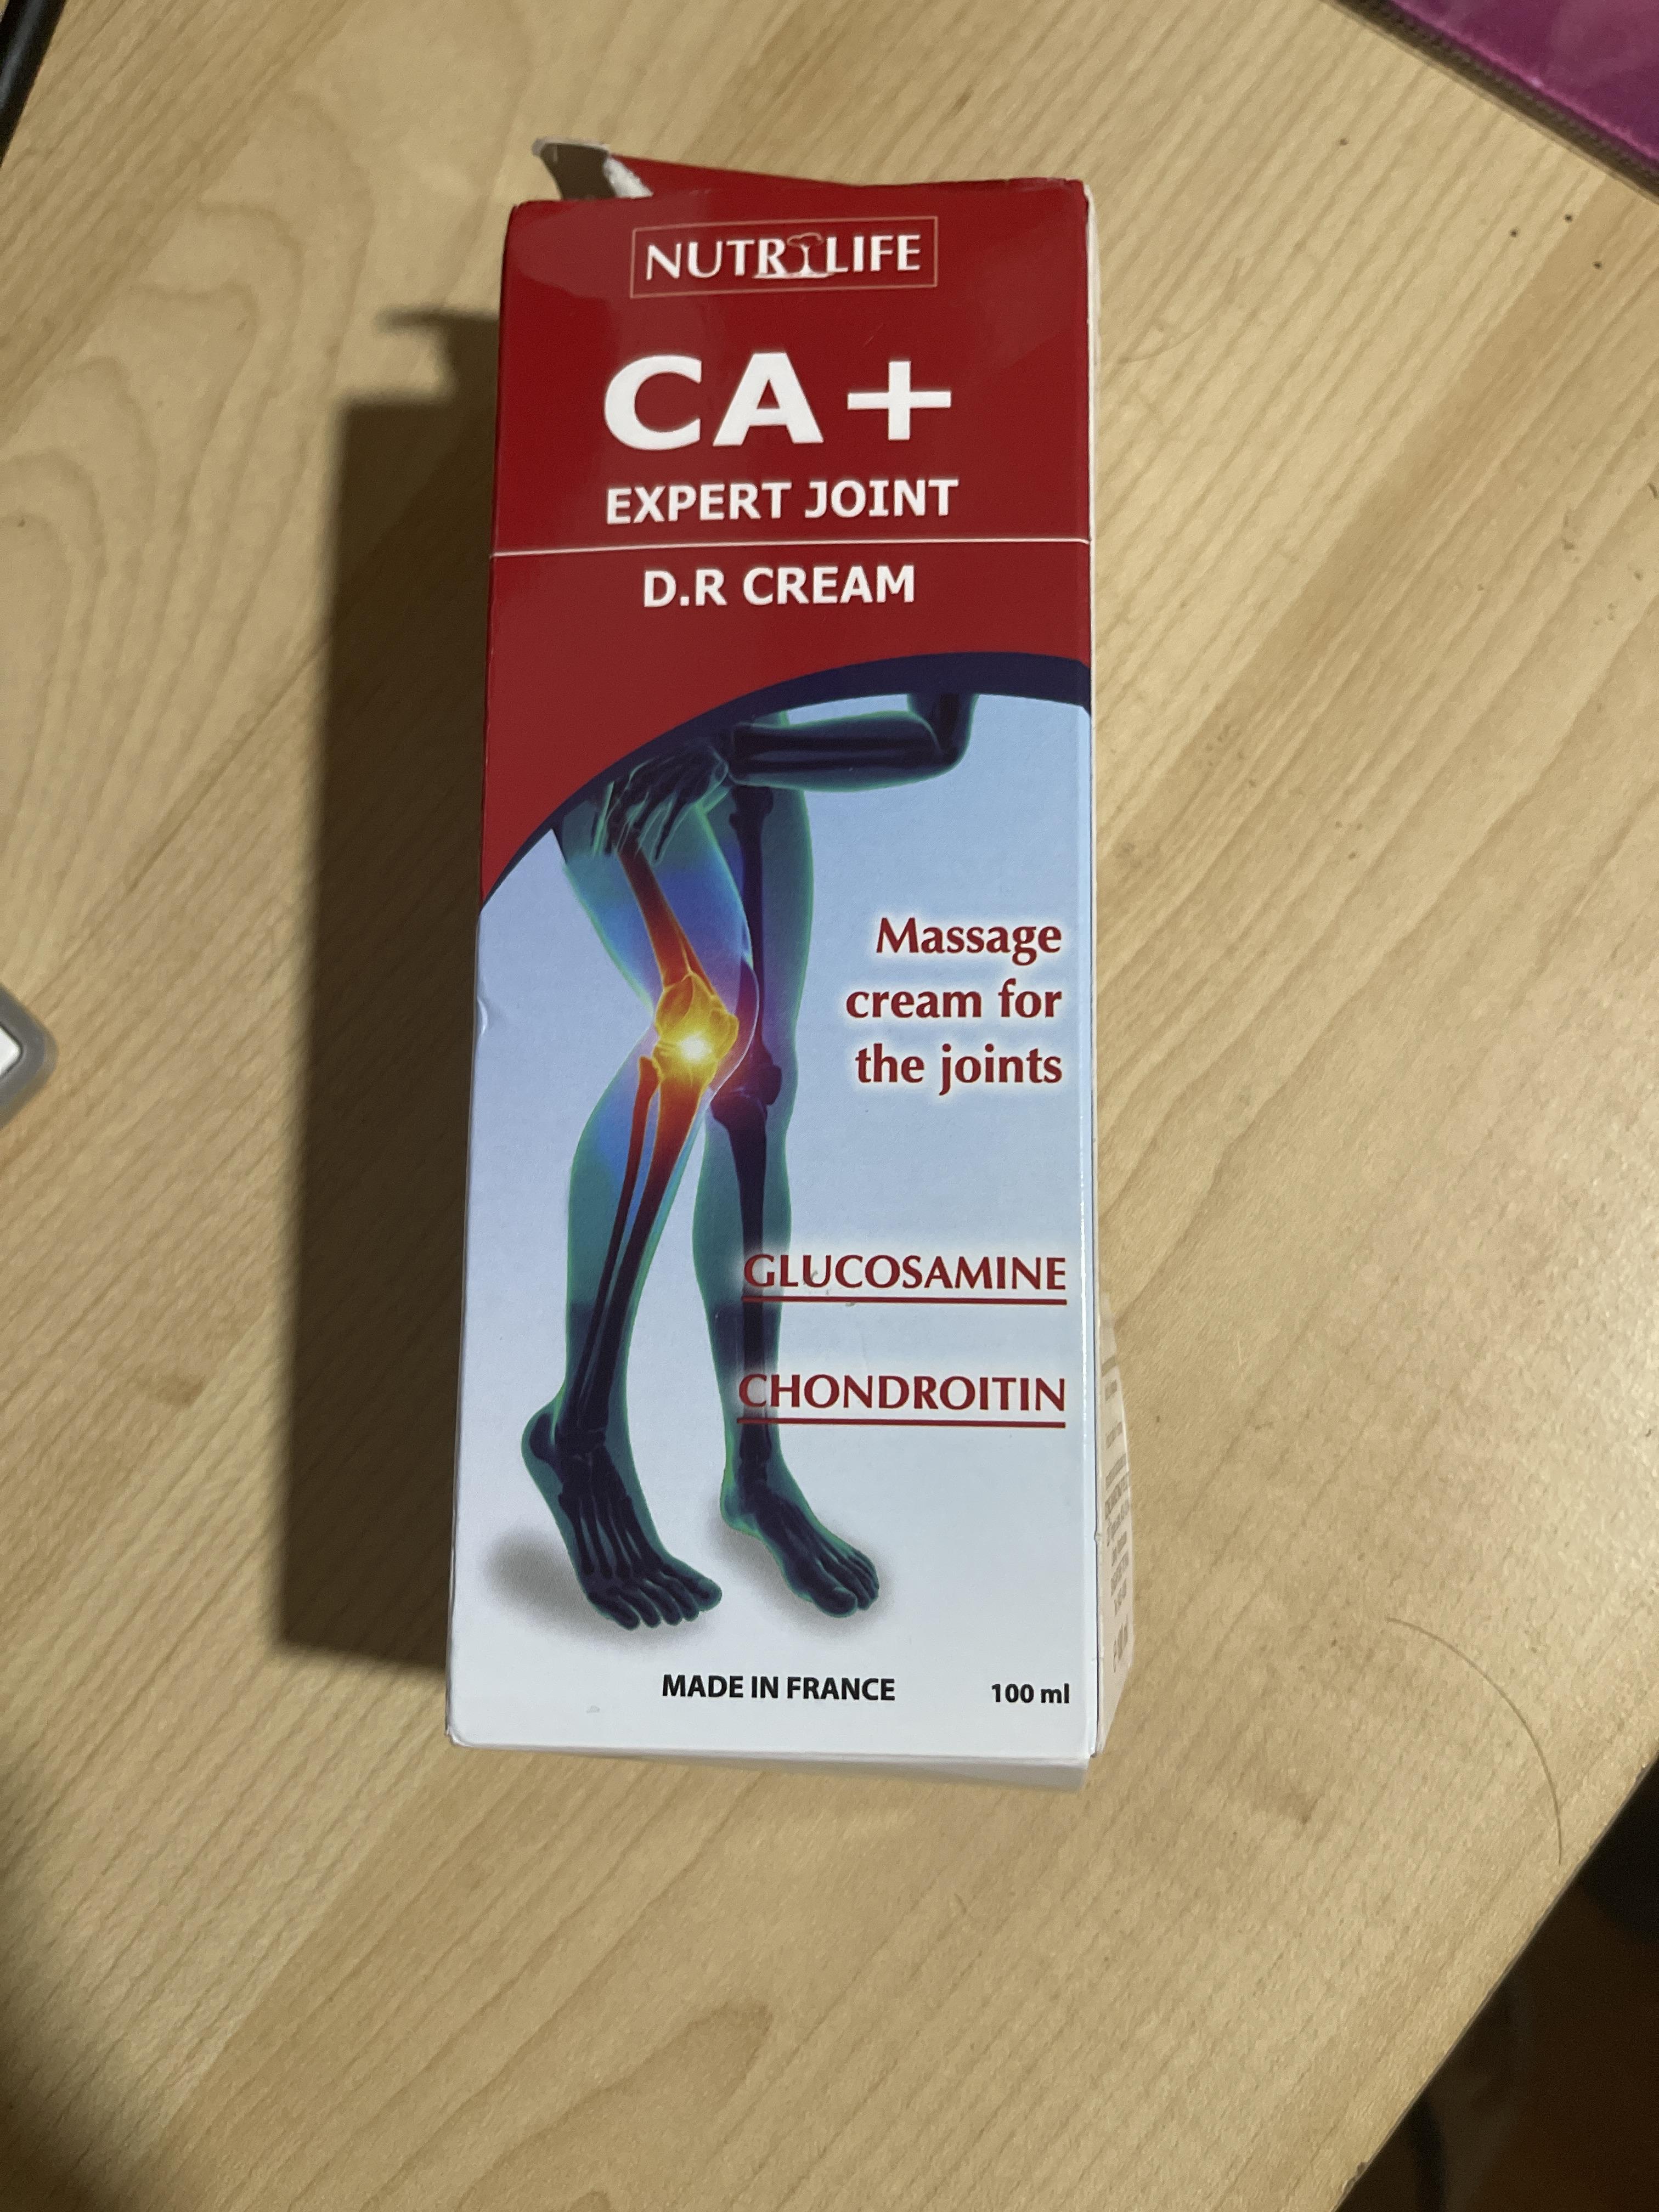 NUTRILIFE
CA+
EXPERT JOINT
D.R CREAM
Massage
cream for
the joints
GLUCOSAMINE
CHONDROITIN
MADE IN FRANCE 100 ml